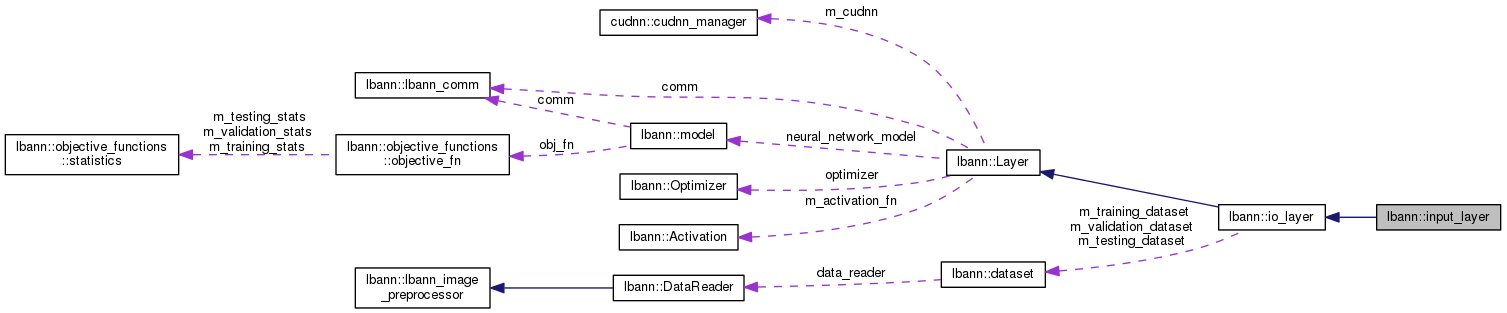 m_cudnn
cudnn::cudnn_manager
lbann::lbann_comm
comm
comm
m_testing_stats
m_validation_stats
m_training_stats
lbann::objective_functions
::statistics
lbann::objective_functions
::objective_fn
obj_fn
lbann::model
neural_network_model
lbann::Layer
lbann::Optimizer
optimizer
m_activation_fn
lbann::Activation
m_training_dataset
m_validation_dataset
m_testing_dataset
lbann::io_layer
lbann::input_layer
lbann::lbann_image
_preprocessor
lbann::DataReader
data_reader
lbann::dataset